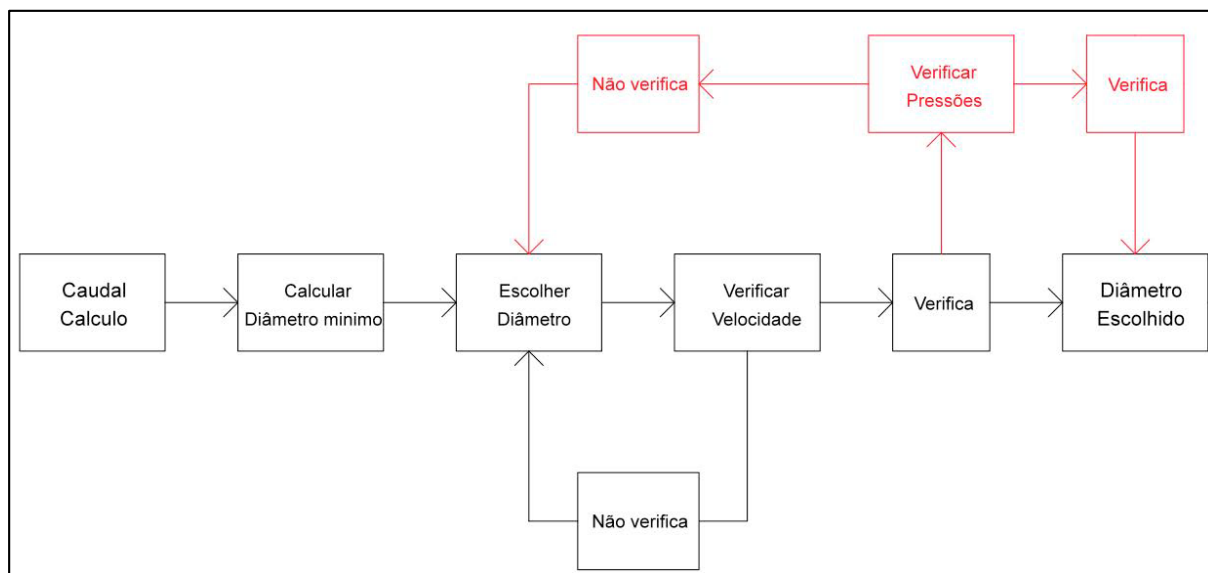 Não verifica
Verificar
Pressões
Verifica
Caudal
Calculo
Calcular
Diâmetro minimo
Escolher
Diâmetro
Verificar
Velocidade
Verifica
Diâmetro
Escolhido
Não verifica